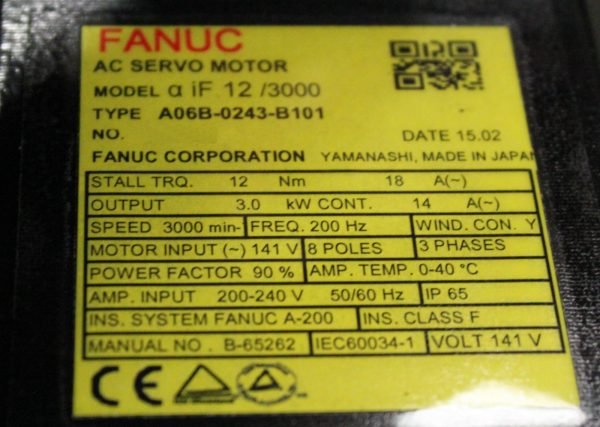 FANUC
AC SERVO MOTOR
MODEL α iF 12 /3000
TYPE A06B-0243-B101
NO.
DATE 15.02
FANUC CORPORATION YAMANASHI, MADE IN JAPAN
STALL TRQ. 12 Nm 18 A(~)
OUTPUT 3.0 kW CONT. 14 A(~)
SPEED 3000 min- FREQ. 200 Hz WIND. CON. Y
MOTOR INPUT (~) 141 V 8 POLES 3 PHASES
POWER FACTOR 90 % AMP. TEMP. 0-40 °C
AMP. INPUT 200-240 V 50/60 Hz IP 65
INS. SYSTEM FANUC A-200 INS. CLASS F
MANUAL NO. B-65262 IEC60034-1 VOLT 141 V
CE